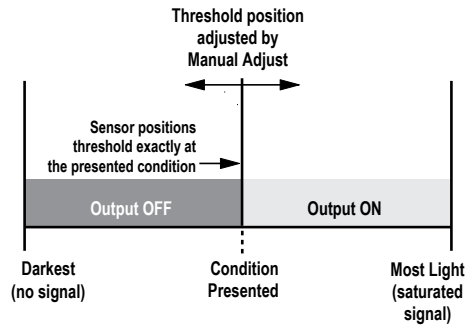 Threshold position
adjusted by
Manual Adjust
Sensor positions
threshold exactly at
the presented condition
Output OFF
Output ON
Darkest
(no signal)
Condition
Presented
Most Light
(saturated
signal)